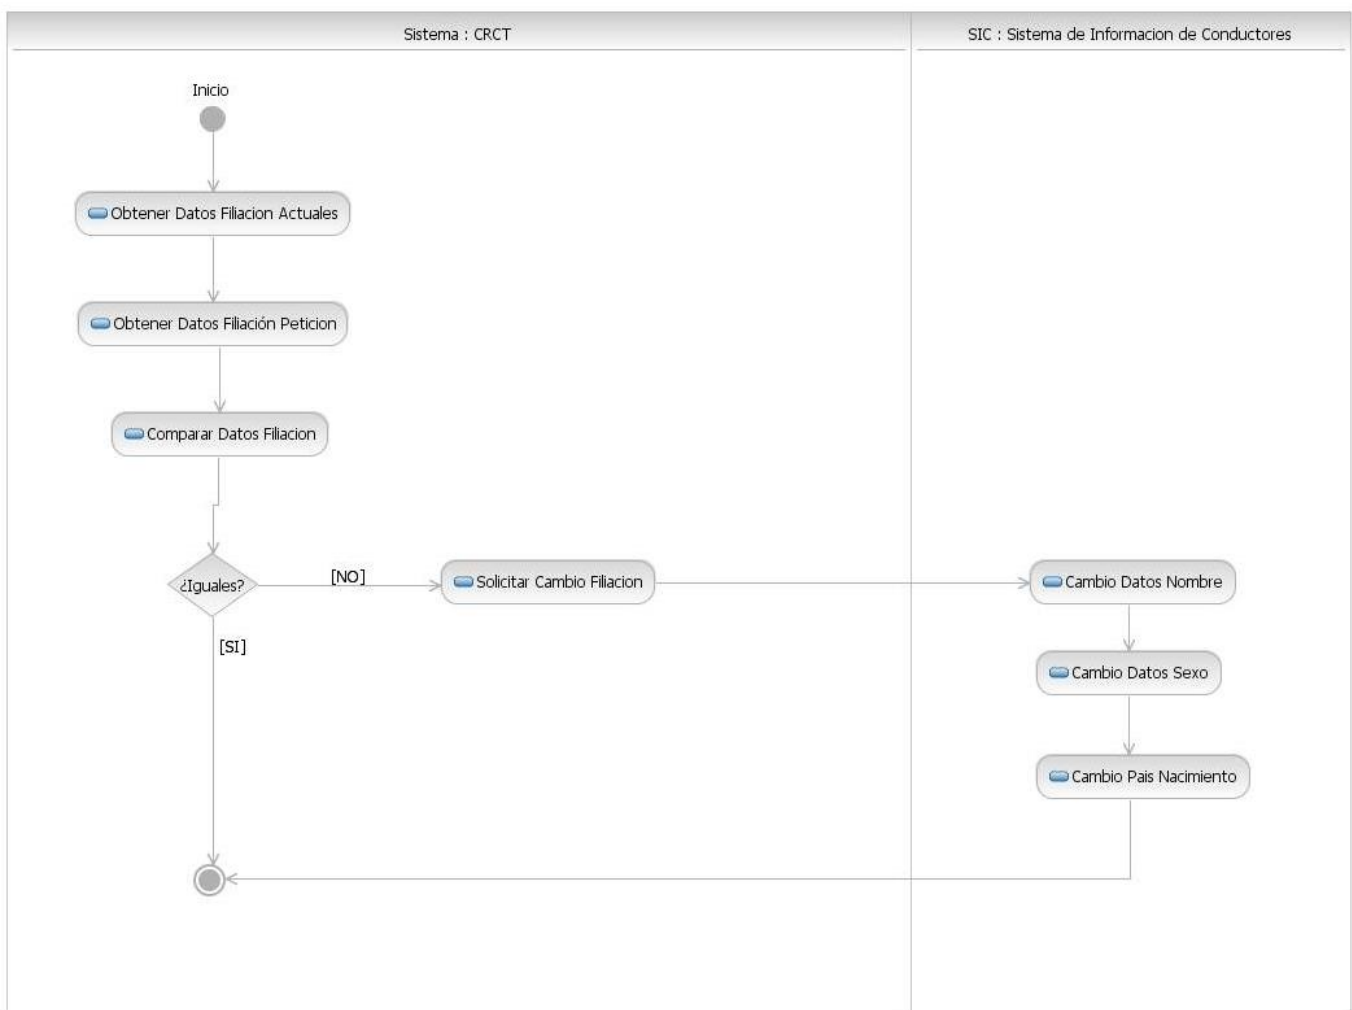 Sistema : CRCT
SIC : Sistema de Informacion de Conductores
Inicio
Obtener Datos Filiacion Actuales
Obtener Datos Filiación Peticion
Comparar Datos Filiacion
¿Iguales?
[NO]
Solicitar Cambio Filiacion
Cambio Datos Nombre
[SI]
Cambio Datos Sexo
Cambio Pais Nacimiento